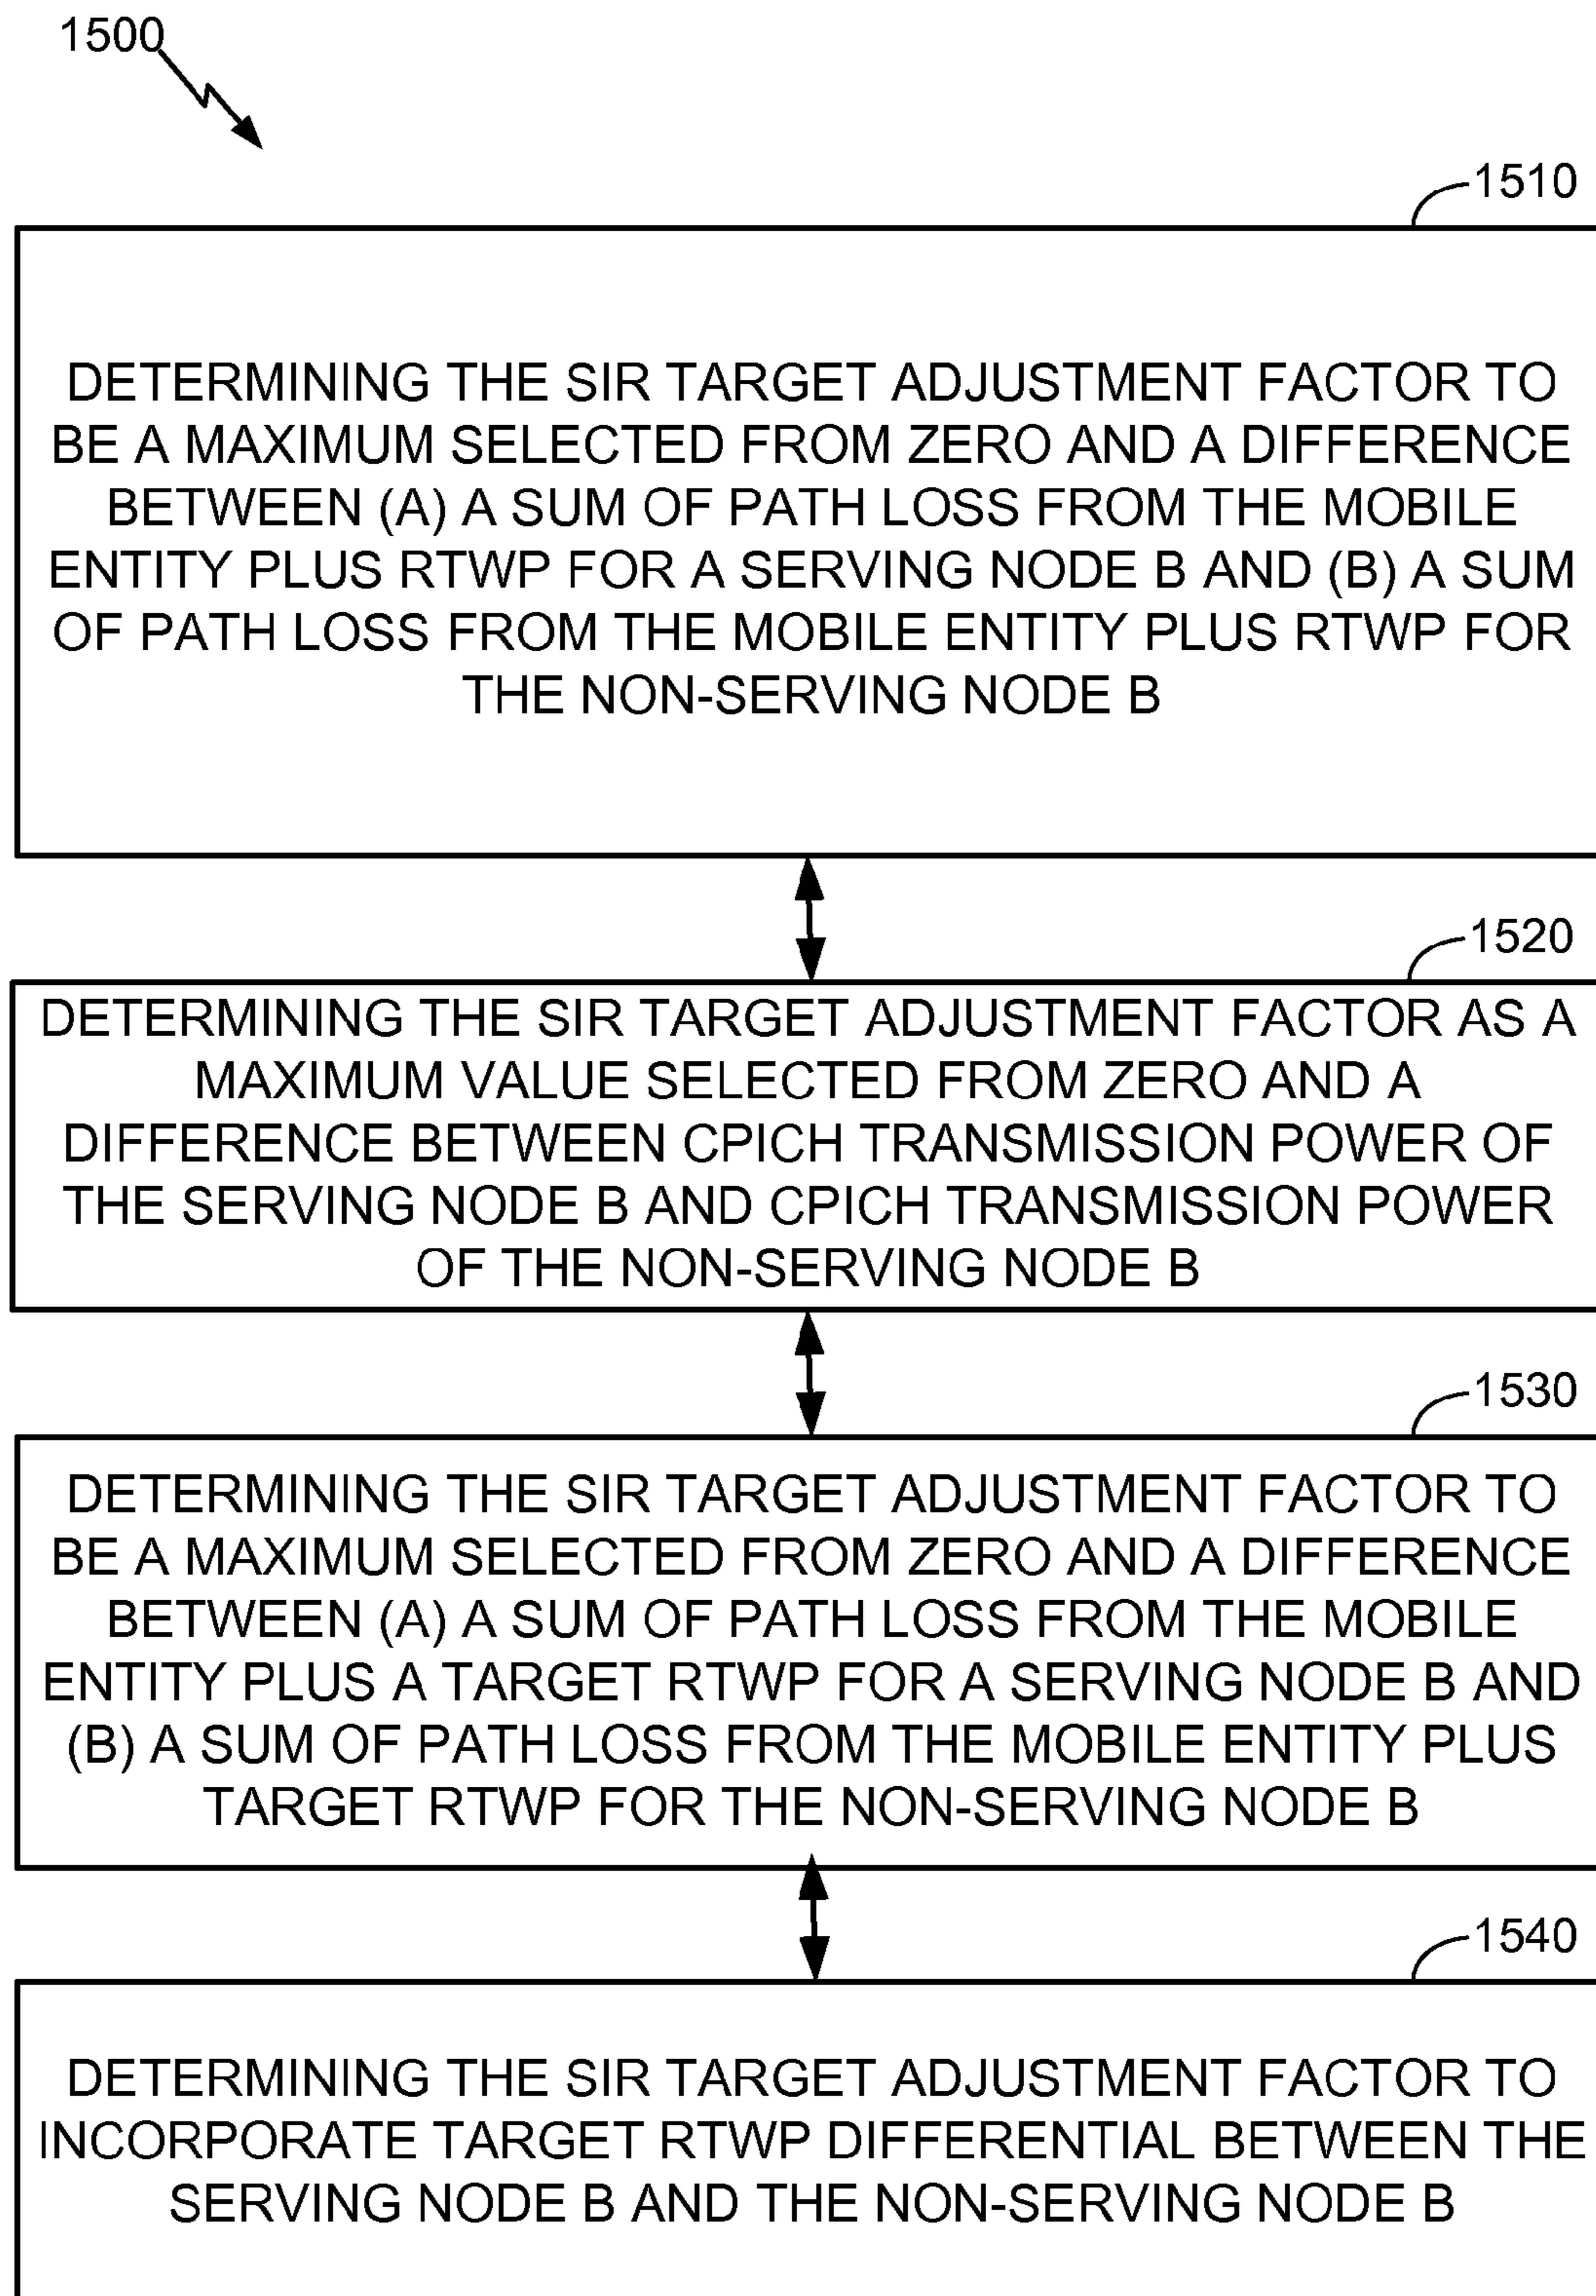 1500
1510
DETERMINING THE SIR TARGET ADJUSTMENT FACTOR TO
BE A MAXIMUM SELECTED FROM ZERO AND A DIFFERENCE
BETWEEN (A) A SUM OF PATH LOSS FROM THE MOBILE
ENTITY PLUS RTWP FOR A SERVING NODE B AND (B) A SUM
OF PATH LOSS FROM THE MOBILE ENTITY PLUS RTWP FOR
THE NON-SERVING NODE B
1520
DETERMINING THE SIR TARGET ADJUSTMENT FACTOR AS A
MAXIMUM VALUE SELECTED FROM ZERO AND A
DIFFERENCE BETWEEN CPICH TRANSMISSION POWER OF
THE SERVING NODE B AND CPICH TRANSMISSION POWER
OF THE NON-SERVING NODE B
1530
DETERMINING THE SIR TARGET ADJUSTMENT FACTOR TO
BE A MAXIMUM SELECTED FROM ZERO AND A DIFFERENCE
BETWEEN (A) A SUM OF PATH LOSS FROM THE MOBILE
ENTITY PLUS A TARGET RTWP FOR A SERVING NODE B AND
(B) A SUM OF PATH LOSS FROM THE MOBILE ENTITY PLUS
TARGET RTWP FOR THE NON-SERVING NODE B
1540
DETERMINING THE SIR TARGET ADJUSTMENT FACTOR TO
INCORPORATE TARGET RTWP DIFFERENTIAL BETWEEN THE
SERVING NODE B AND THE NON-SERVING NODE B